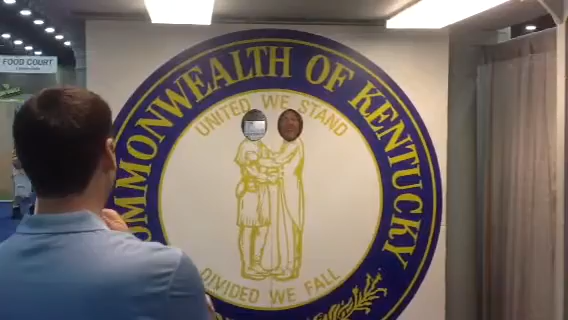 FOOD COURT
COMMONWEALTH OF KENTUCKY
UNITED WE STAND
DIVIDED WE FALL